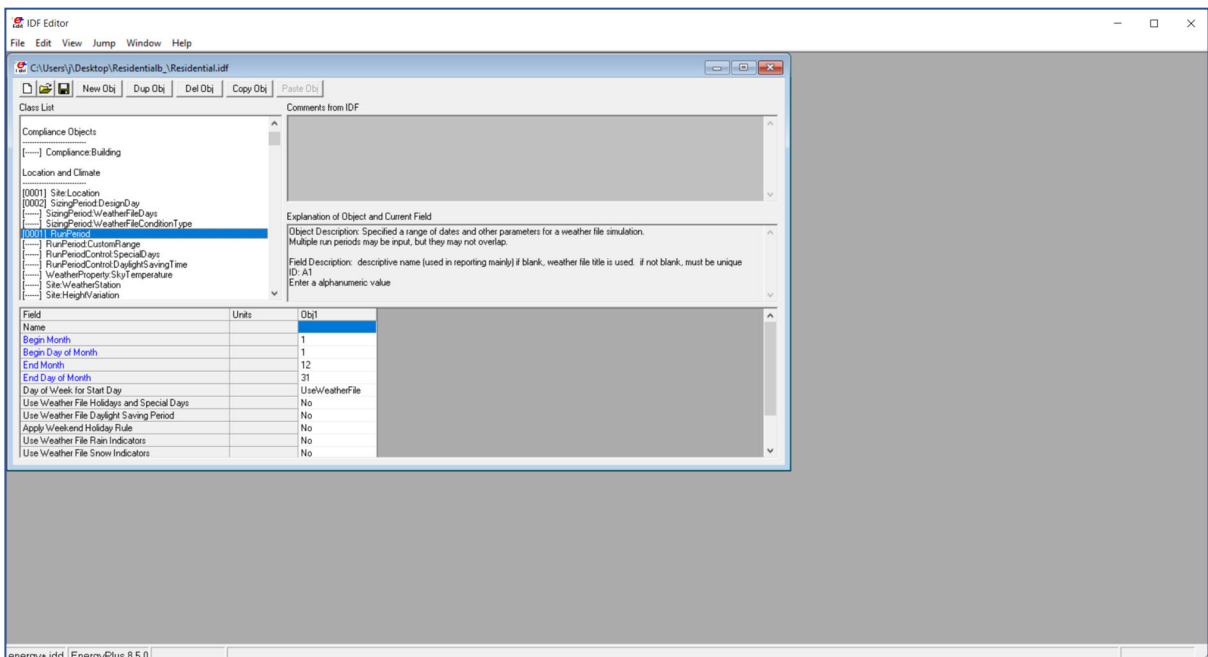 IDF Editor
File Edit View Jump Window Help
C:\Users\j\Desktop\Residentialb_\Residential.idf
New Obj Dup Obj Del Obj Copy Obj Paste Obj
Class List
Comments from IDF
Compliance Objects
-------------------------
[------] Compliance:Building
Location and Climate
-------------------------
[0001] Site:Location
[0002] SizingPeriod:DesignDay
[------] SizingPeriod:WeatherFileDays
[------] SizingPeriod:WeatherFileConditionType
[0001] RunPeriod
[------] RunPeriod:CustomRange
[------] RunPeriodControl:SpecialDays
[------] RunPeriodControl:DaylightSavingTime
[------] WeatherProperty:SkyTemperature
[------] Site:WeatherStation
[------] Site:HeightVariation
Explanation of Object and Current Field
Object Description: Specified a range of dates and other parameters for a weather file simulation.
Multiple run periods may be input, but they may not overlap.
Field Description: descriptive name (used in reporting mainly) if blank, weather file title is used. if not blank, must be unique
ID: A1
Enter a alphanumeric value
Field Units Obj1
Name
Begin Month 1
Begin Day of Month 1
End Month 12
End Day of Month 31
Day of Week for Start Day UseWeatherFile
Use Weather File Holidays and Special Days No
Use Weather File Daylight Saving Period No
Apply Weekend Holiday Rule No
Use Weather File Rain Indicators No
Use Weather File Snow Indicators No
energy+.idd EnergyPlus 8.5.0